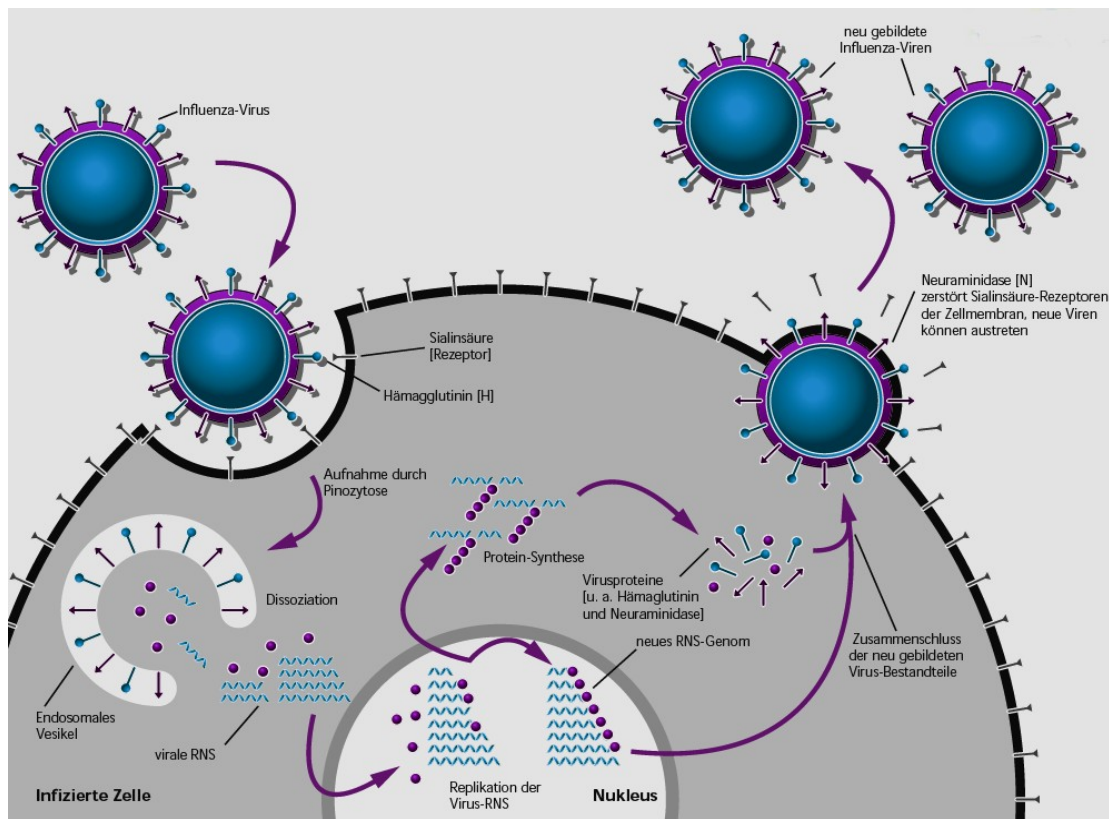 Influenza-Virus
neu gebildete
Influenza-Viren
Neuraminidase [N]
zerstört Sialinsäure-Rezeptoren
der Zellmembran, neue Viren
können austreten
Sialinsäure
[Rezeptor]
Hämagglutinin [H]
Aufnahme durch
Pinozytose
Protein-Synthese
Virusproteine
[u. a. Hämaglutinin
und Neuraminidase]
Dissoziation
neues RNS-Genom
Zusammenschluss
der neu gebildeten
Virus-Bestandteile
Endosomales
Vesikel
virale RNS
Replikation der
Virus-RNS
Infizierte Zelle
Nukleus